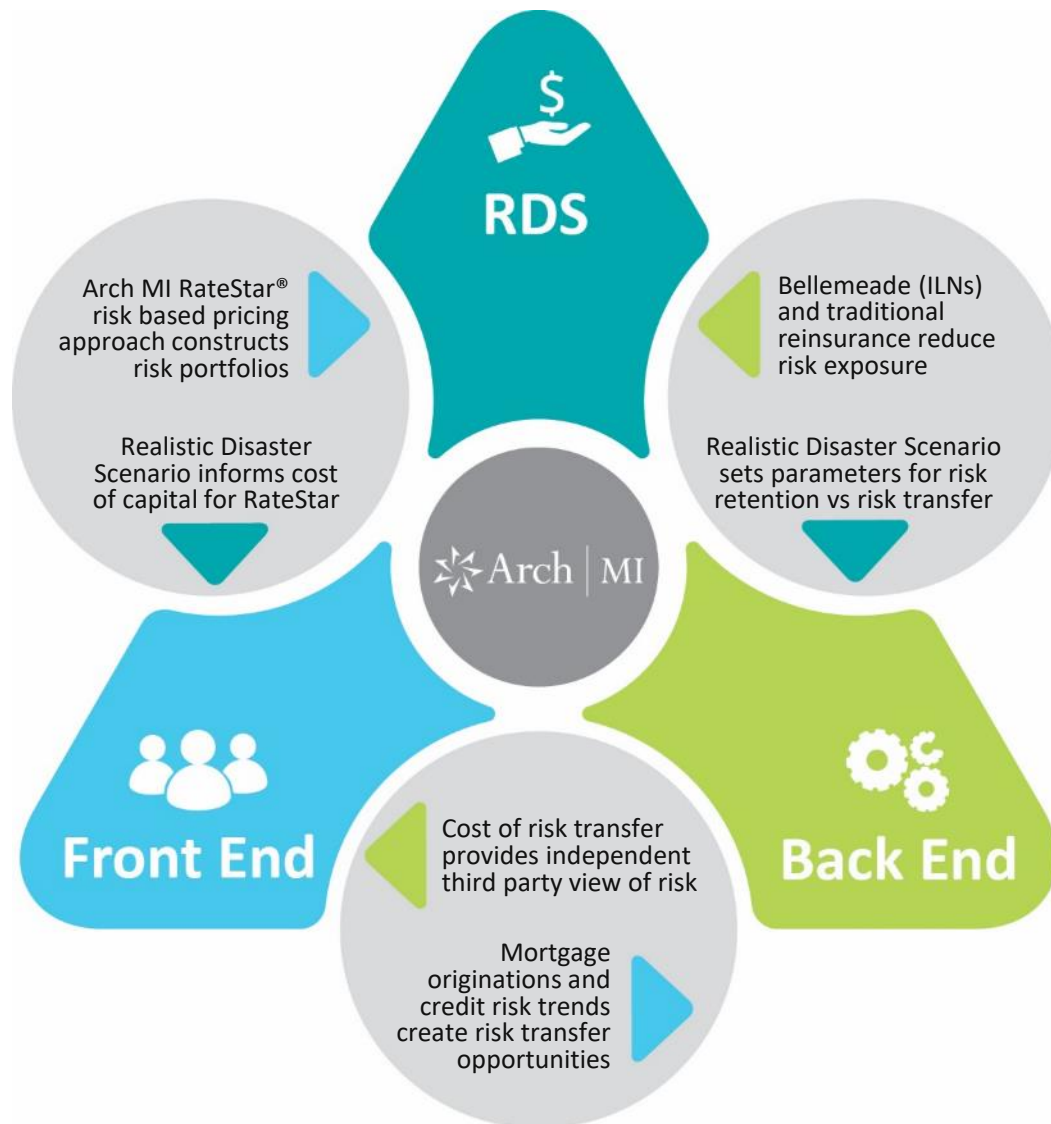 $
RDS
Arch MI RateStar®
risk based pricing
approach constructs
risk portfolios
Realistic Disaster
Scenario informs cost
of capital for RateStar
Bellemeade (ILNs)
and traditional
reinsurance reduce
risk exposure
Realistic Disaster Scenario
sets parameters for risk
retention vs risk transfer
Arch | MI
Front End
Back End
Cost of risk transfer
provides independent
third party view of risk
Mortgage
originations and
credit risk trends
create risk transfer
opportunities